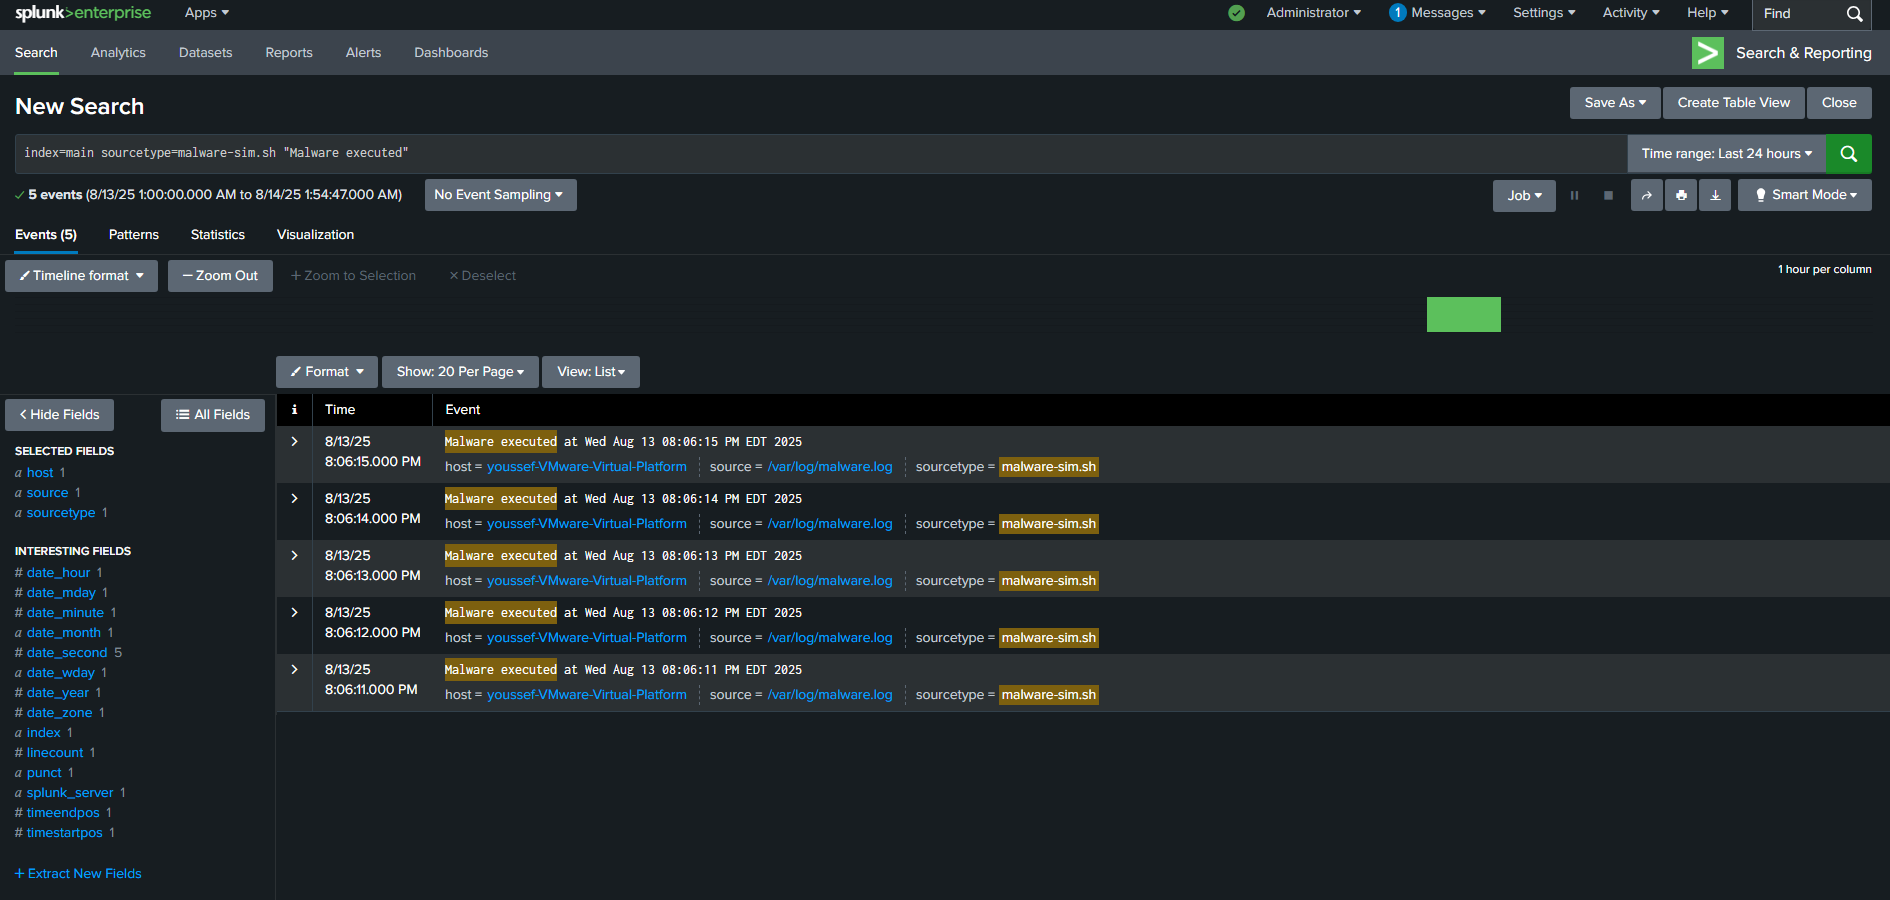 splunk>enterprise Apps Administrator 1 Messages Settings Activity Help Find
Search Analytics Datasets Reports Alerts Dashboards Search & Reporting
New Search Save As Create Table View Close
index=main sourcetype=malware-sim.sh "Malware executed" Time range: Last 24 hours
5 events (8/13/25 1:00:00.000 AM to 8/14/25 1:54:47.000 AM) No Event Sampling Job Smart Mode
Events (5) Patterns Statistics Visualization
Timeline format — Zoom Out + Zoom to Selection × Deselect 1 hour per column
Format Show: 20 Per Page View: List
< Hide Fields All Fields
SELECTED FIELDS
a host 1
a source 1
a sourcetype 1
INTERESTING FIELDS
# date_hour 1
# date_mday 1
# date_minute 1
a date_month 1
# date_second 5
a date_wday 1
# date_year 1
# date_zone 1
a index 1
# linecount 1
a punct 1
a splunk_server 1
# timeendpos 1
# timestartpos 1
+ Extract New Fields
i Time Event
> 8/13/25 Malware executed at Wed Aug 13 08:06:15 PM EDT 2025
8:06:15.000 PM host = youssef-VMware-Virtual-Platform source = /var/log/malware.log sourcetype = malware-sim.sh
> 8/13/25 Malware executed at Wed Aug 13 08:06:14 PM EDT 2025
8:06:14.000 PM host = youssef-VMware-Virtual-Platform source = /var/log/malware.log sourcetype = malware-sim.sh
> 8/13/25 Malware executed at Wed Aug 13 08:06:13 PM EDT 2025
8:06:13.000 PM host = youssef-VMware-Virtual-Platform source = /var/log/malware.log sourcetype = malware-sim.sh
> 8/13/25 Malware executed at Wed Aug 13 08:06:12 PM EDT 2025
8:06:12.000 PM host = youssef-VMware-Virtual-Platform source = /var/log/malware.log sourcetype = malware-sim.sh
> 8/13/25 Malware executed at Wed Aug 13 08:06:11 PM EDT 2025
8:06:11.000 PM host = youssef-VMware-Virtual-Platform source = /var/log/malware.log sourcetype = malware-sim.sh